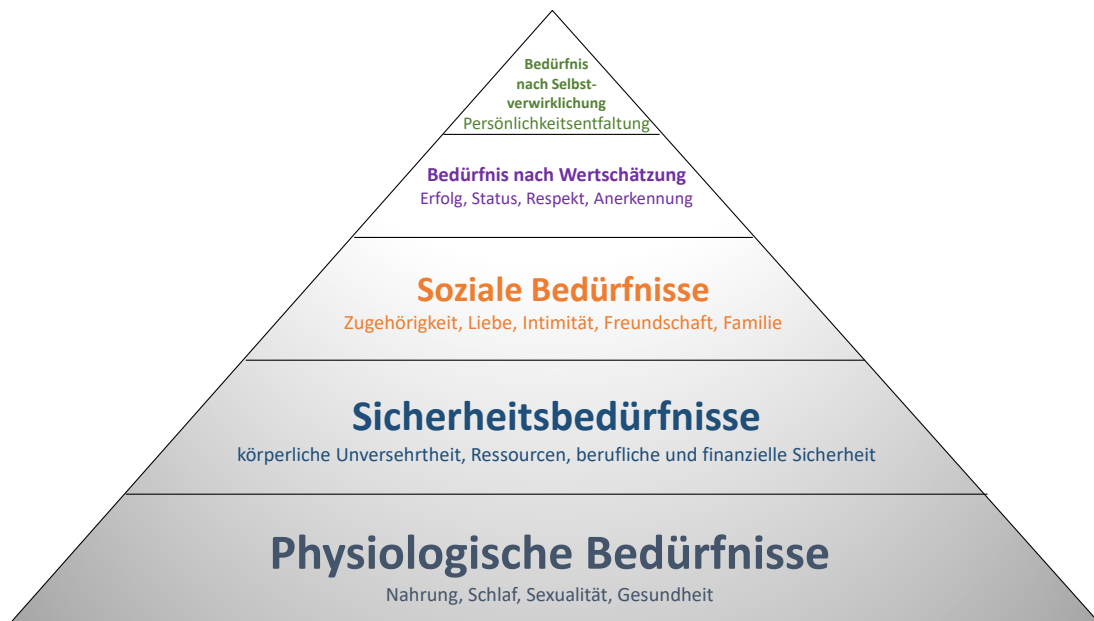 Bedürfnis
nach Selbst-
verwirklichung
Persönlichkeitsentfaltung
Bedürfnis nach Wertschätzung
Erfolg, Status, Respekt, Anerkennung
Soziale Bedürfnisse
Zugehörigkeit, Liebe, Intimität, Freundschaft, Familie
Sicherheitsbedürfnisse
körperliche Unversehrtheit, Ressourcen, berufliche und finanzielle Sicherheit
Physiologische Bedürfnisse
Nahrung, Schlaf, Sexualität, Gesundheit